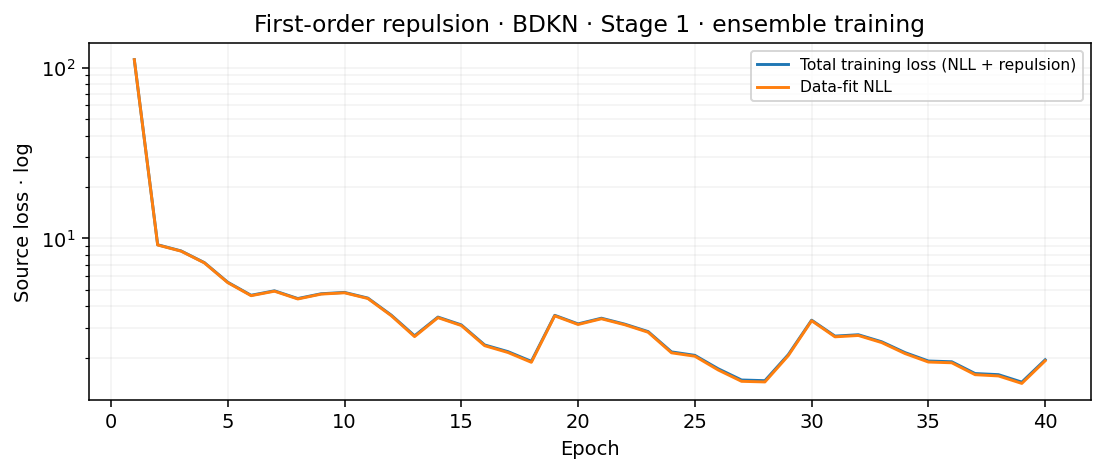 First-order repulsion · BDKN · Stage 1 · ensemble training
Total training loss (NLL + repulsion)
Data-fit NLL
Source loss · log
10²
10¹
0 5 10 15 20 25 30 35 40
Epoch